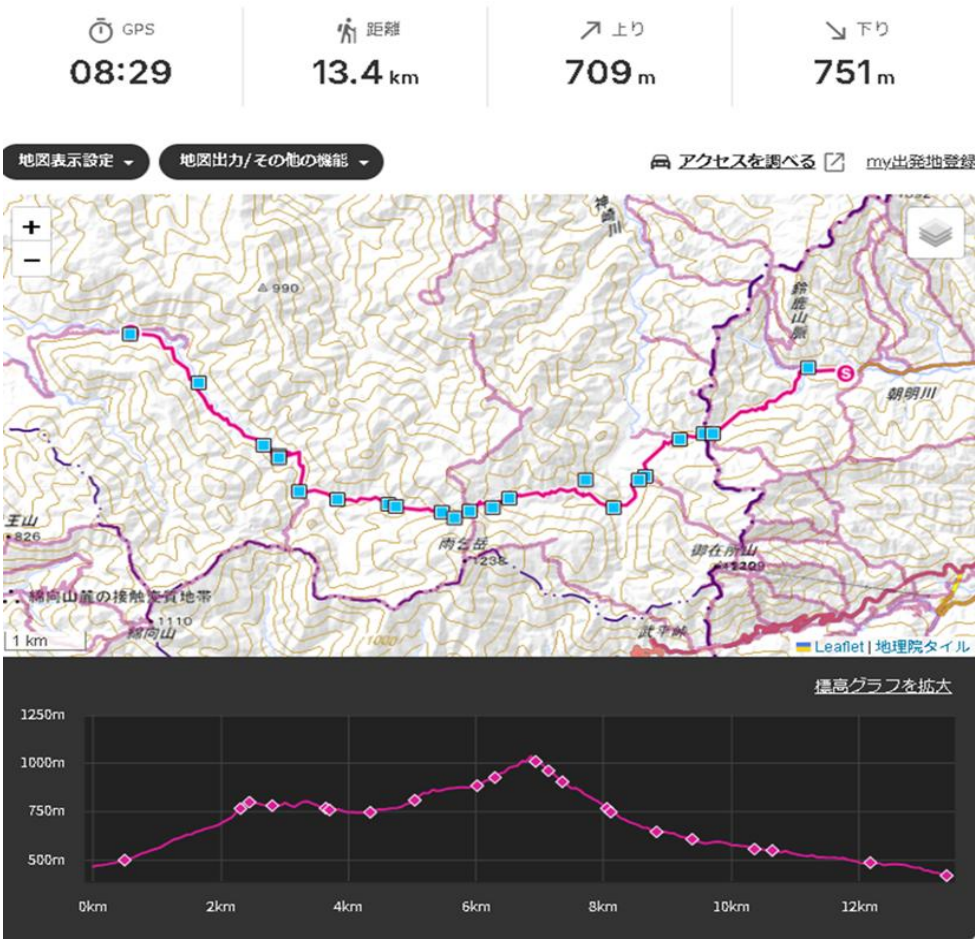 GPS 距離 上り 下り
08:29 13.4 km 709 m 751 m
地図表示設定 地図出力/その他の機能 アクセスを調べる my出発地登録
+
−
神崎川
990
鈴鹿山脈
S
朝明川
王山
826
雨乞岳
1238
御在所山
1209
綿向山麓の接触変質地帯
1110
綿向山
1000
武平峠
1 km
Leaflet | 地理院タイル
標高グラフを拡大
1250m
1000m
750m
500m
0km 2km 4km 6km 8km 10km 12km